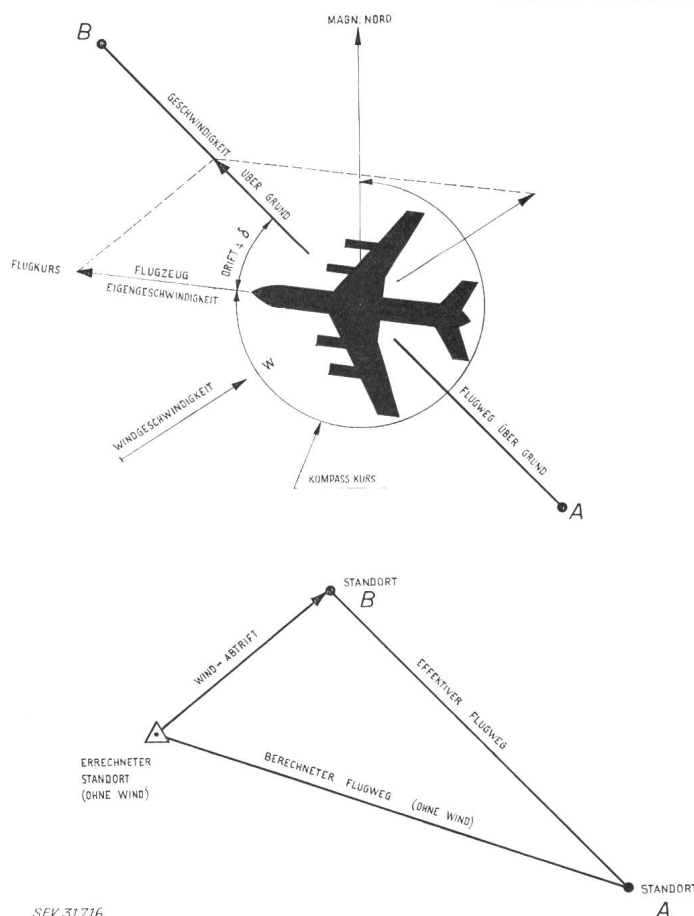 B
MAGN. NORD
GESCHWINDIGKEIT
ÜBER GRUND
DRIFT + δ
FLUGKURS
FLUGZEUG
EIGENGESCHWINDIGKEIT
W
WINDGESCHWINDIGKEIT
KOMPASS KURS
FLUGWEG ÜBER GRUND
A
STANDORT
B
WIND-ABTRIFT
EFFEKTIVER FLUGWEG
ERRECHNETER
STANDORT
(OHNE WIND)
BERECHNETER FLUGWEG (OHNE WIND)
STANDORT
A
SEV 31716